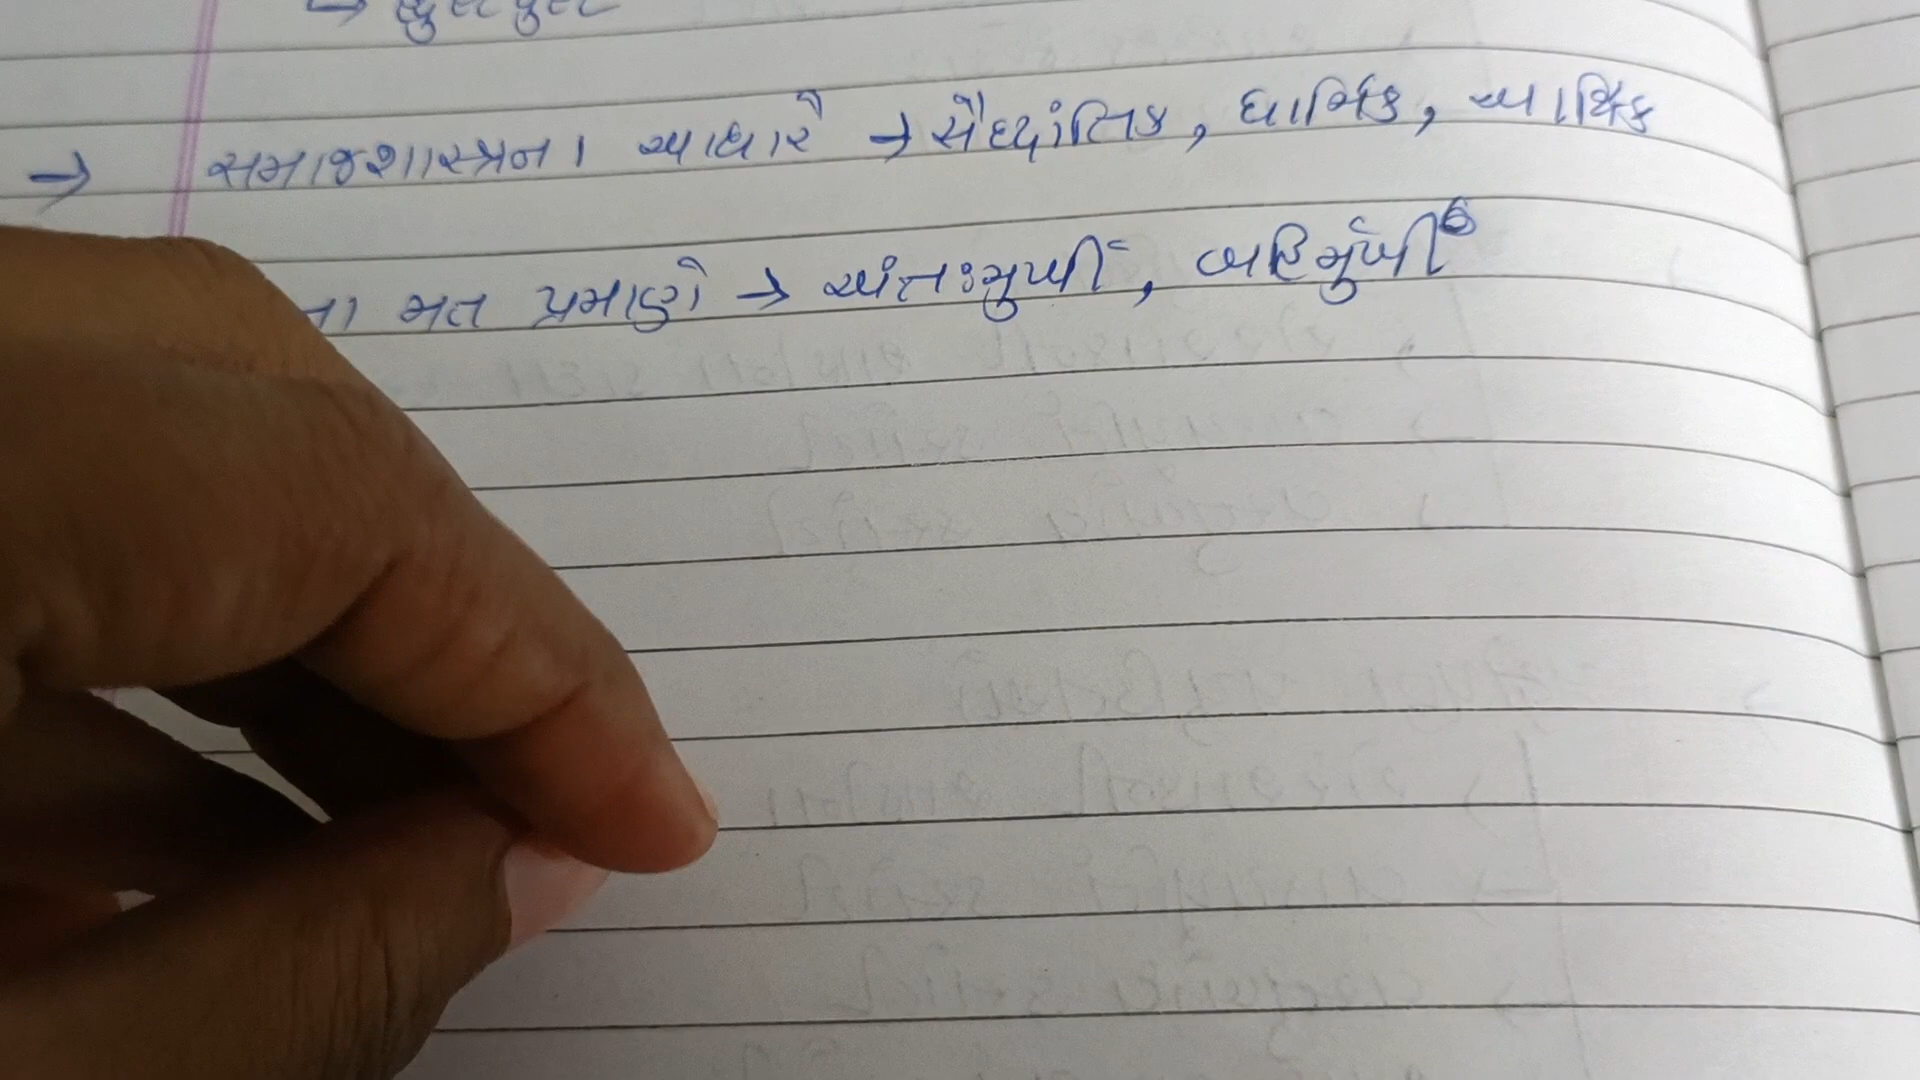 → સમાજશાસ્ત્રના આધારે → સૈધ્ધાંતિક, ધાર્મિક, આર્થિક
મત પ્રમાણે → અંતઃમુખી, બહિર્મુખી